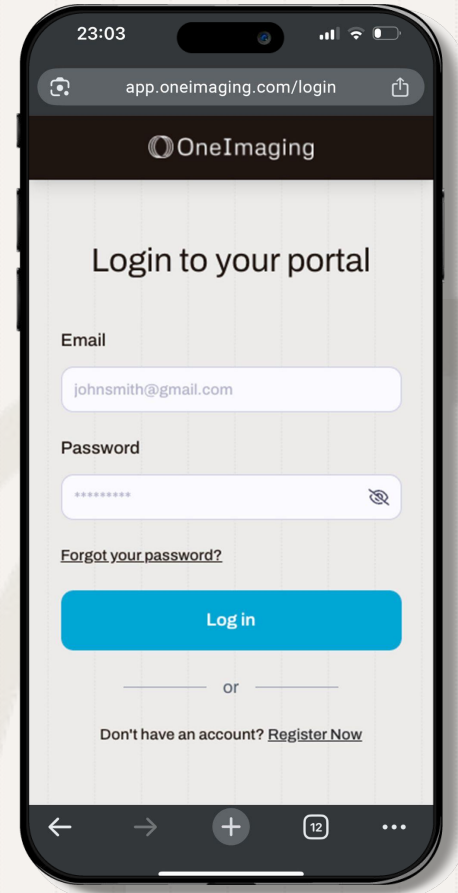 23:03
app.oneimaging.com/login
OneImaging
Login to your portal
Email
johnsmith@gmail.com
Password
Forgot your password?
Log in
or
Don't have an account? Register Now
12